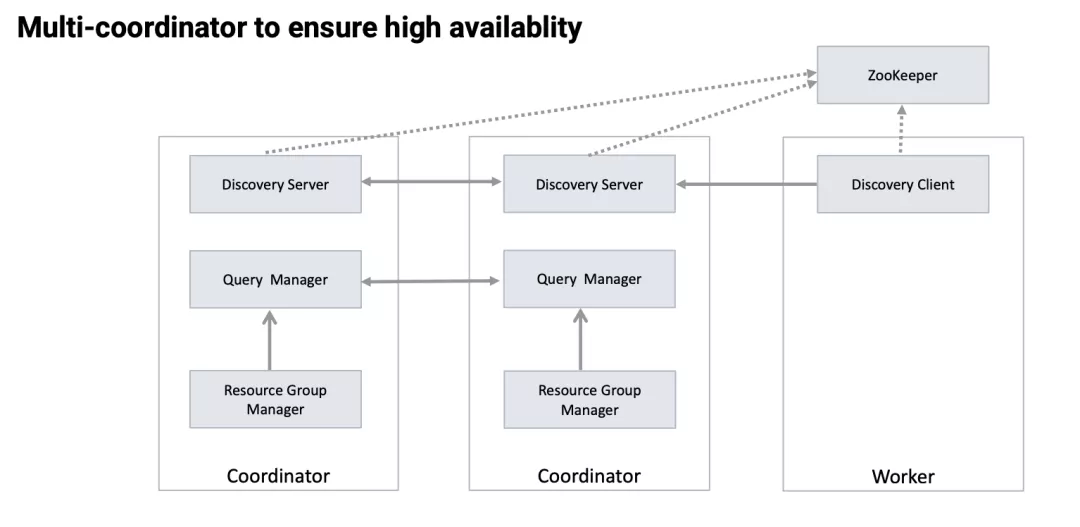 Multi-coordinator to ensure high availablity
ZooKeeper
Discovery Server
Discovery Server
Discovery Client
Query Manager
Query Manager
Resource Group
Manager
Resource Group
Manager
Coordinator
Coordinator
Worker